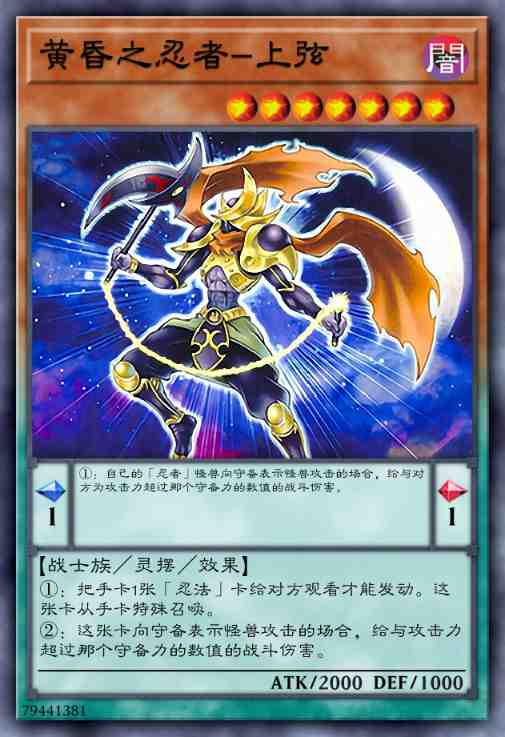 黄昏之忍者-上弦
闇
①：自己的「忍者」怪兽向守备表示怪兽攻击的场合，给与对
方为攻击力超过那个守备力的数值的战斗伤害。
1
1
【战士族／灵摆／效果】
①：把手卡1张「忍法」卡给对方观看才能发动。这
张卡从手卡特殊召唤。
②：这张卡向守备表示怪兽攻击的场合，给与攻击力
超过那个守备力的数值的战斗伤害。
ATK/2000 DEF/1000
79441381